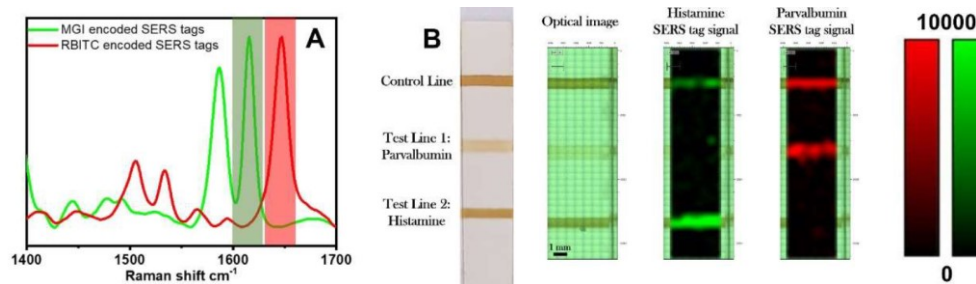 MGI encoded SERS tags
RBITC encoded SERS tags
A
1400
1500
1600
1700
Raman shift cm-1
B
Control Line
Test Line 1:
Parvalbumin
Test Line 2:
Histamine
Optical image
1 mm
Histamine
SERS tag signal
Parvalbumin
SERS tag signal
10000
0